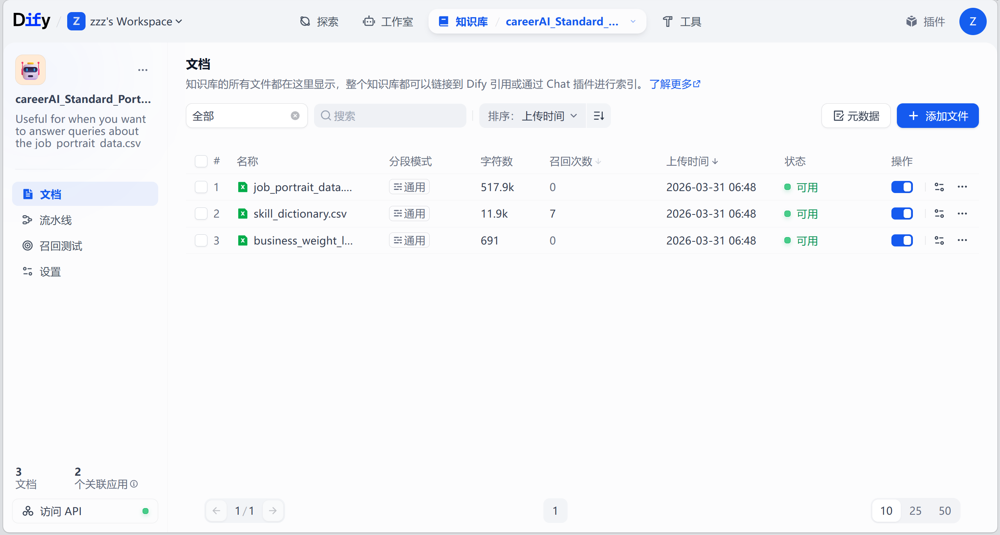 Dify / Z zzz's Workspace 探索 工作室 知识库 / careerAI_Standard_... 工具 插件 Z
careerAI_Standard_Port...
Useful for when you want
to answer queries about
the job_portrait_data.csv
文档
流水线
召回测试
设置
3
文档
2
个关联应用
访问 API
文档
知识库的所有文件都在这里显示，整个知识库都可以链接到 Dify 引用或通过 Chat 插件进行索引。 了解更多
全部 搜索 排序： 上传时间 元数据 + 添加文件
# 名称 分段模式 字符数 召回次数 上传时间 状态 操作
1 job_portrait_data.... 通用 517.9k 0 2026-03-31 06:48 可用
2 skill_dictionary.csv 通用 11.9k 7 2026-03-31 06:48 可用
3 business_weight_l... 通用 691 0 2026-03-31 06:48 可用
1 / 1 1 10 25 50